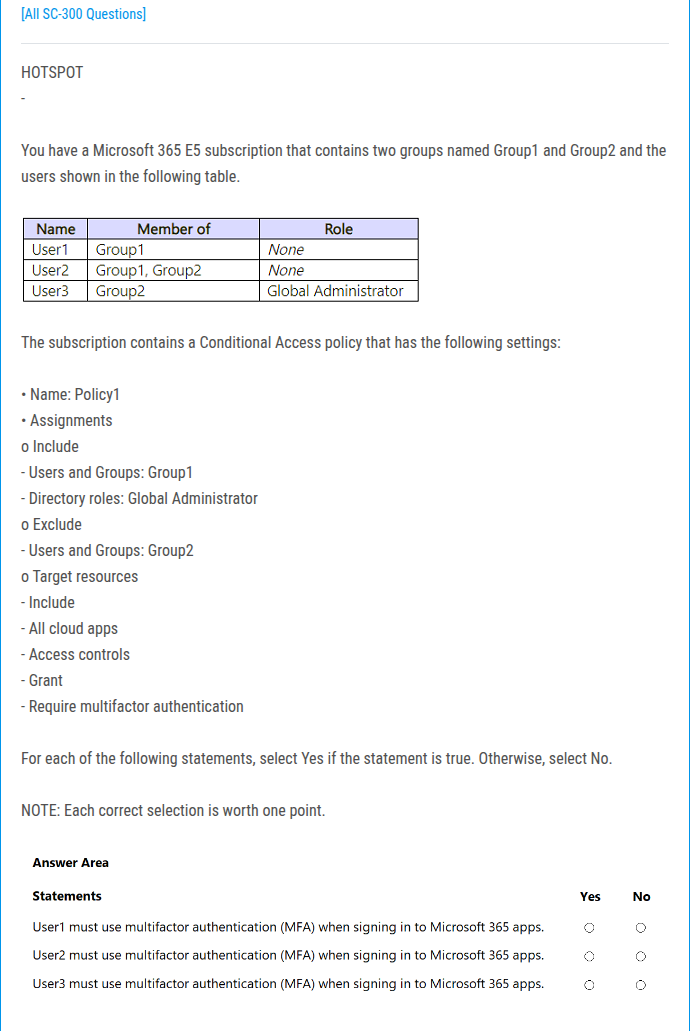 [All SC-300 Questions]
HOTSPOT
-
You have a Microsoft 365 E5 subscription that contains two groups named Group1 and Group2 and the
users shown in the following table.
Name Member of Role
User1 Group1 None
User2 Group1, Group2 None
User3 Group2 Global Administrator
The subscription contains a Conditional Access policy that has the following settings:
• Name: Policy1
• Assignments
o Include
- Users and Groups: Group1
- Directory roles: Global Administrator
o Exclude
- Users and Groups: Group2
o Target resources
- Include
- All cloud apps
- Access controls
- Grant
- Require multifactor authentication
For each of the following statements, select Yes if the statement is true. Otherwise, select No.
NOTE: Each correct selection is worth one point.
Answer Area
Statements Yes No
User1 must use multifactor authentication (MFA) when signing in to Microsoft 365 apps.
User2 must use multifactor authentication (MFA) when signing in to Microsoft 365 apps.
User3 must use multifactor authentication (MFA) when signing in to Microsoft 365 apps.